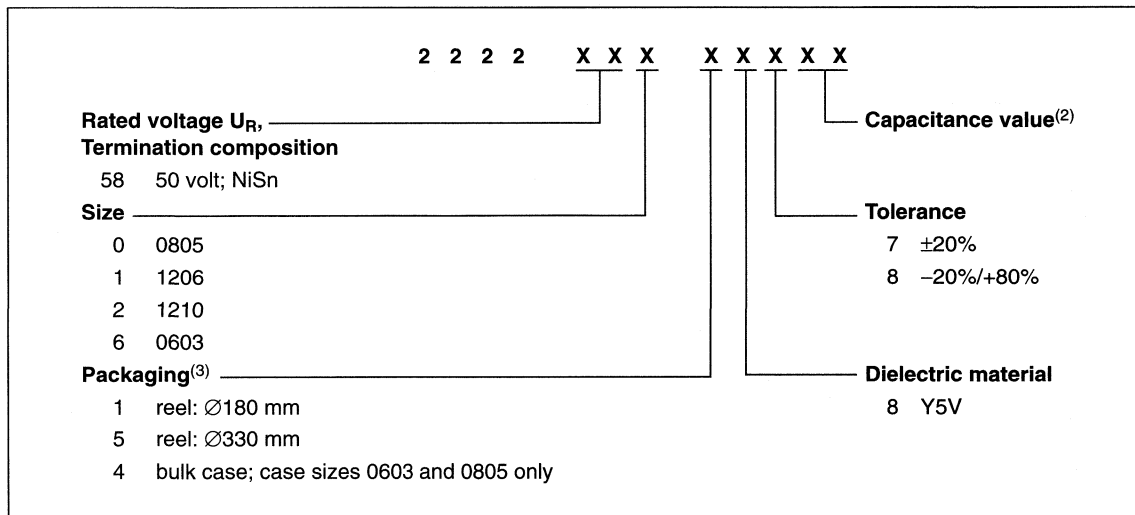 2 2 2 2 X X X X X X X X
Rated voltage UR,
Termination composition
58 50 volt; NiSn
Size
0 0805
1 1206
2 1210
6 0603
Packaging(3)
1 reel: ∅180 mm
5 reel: ∅330 mm
4 bulk case; case sizes 0603 and 0805 only
Capacitance value(2)
Tolerance
7 ±20%
8 −20%/+80%
Dielectric material
8 Y5V